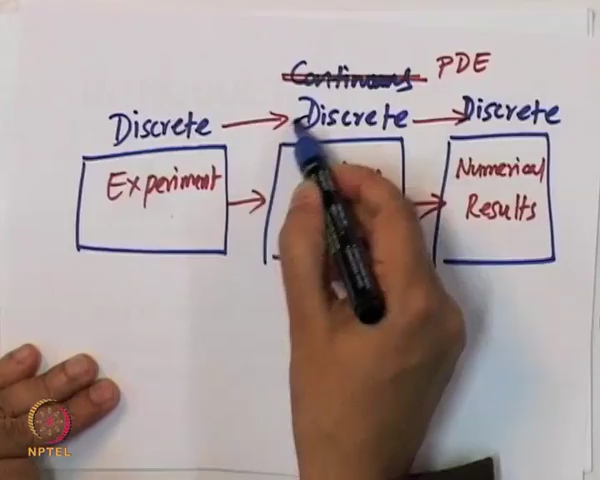 Continuous PDE
Discrete Discrete Discrete
Experiment
Numerical
Results
NPTEL